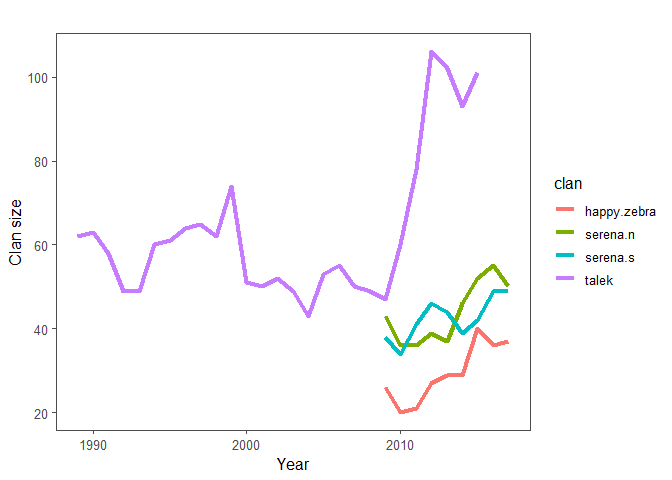 100
80
60
40
20
Clan size
1990
2000
2010
Year
clan
happy.zebra
serena.n
serena.s
talek